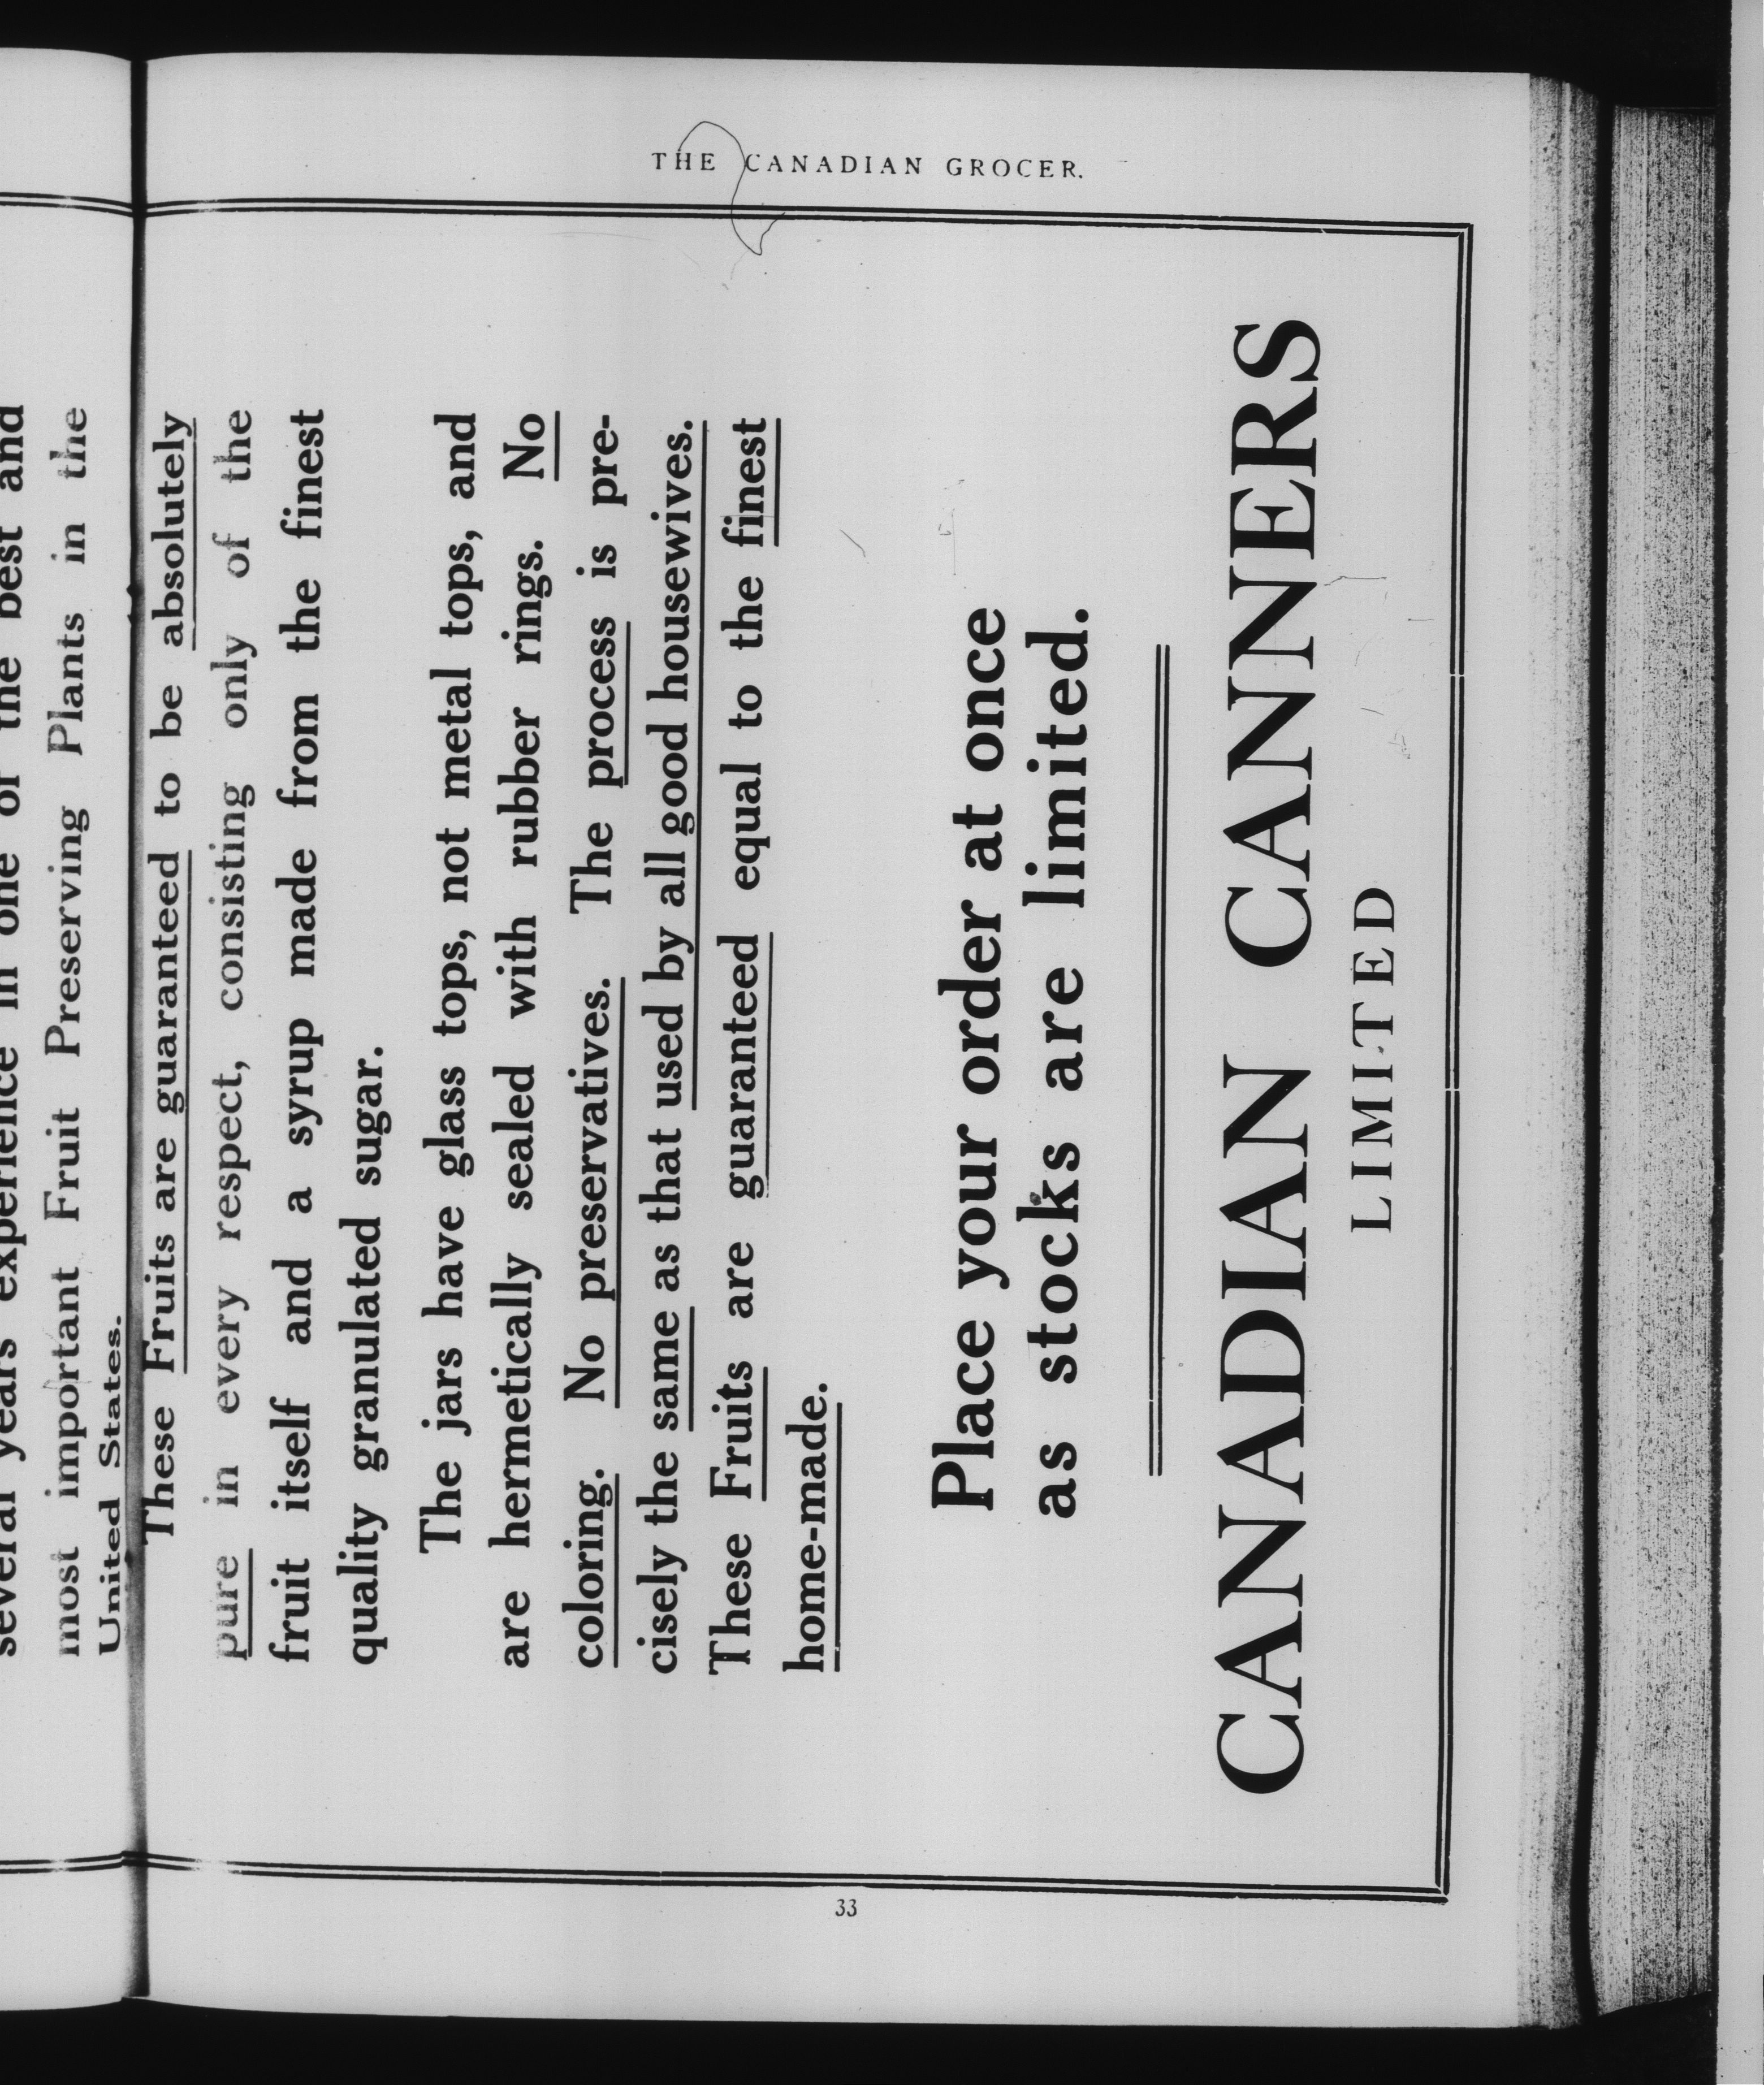 THE CANADIAN GROCER.
several years experience in one of the best and
most important Fruit Preserving Plants in the
United States.
These Fruits are guaranteed to be absolutely
pure in every respect, consisting only of the
fruit itself and a syrup made from the finest
quality granulated sugar.
The jars have glass tops, not metal tops, and
are hermetically sealed with rubber rings. No
coloring. No preservatives. The process is pre-
cisely the same as that used by all good housewives.
These Fruits are guaranteed equal to the finest
home-made.
Place your order at once
as stocks are limited.
CANADIAN CANNERS
LIMITED
33